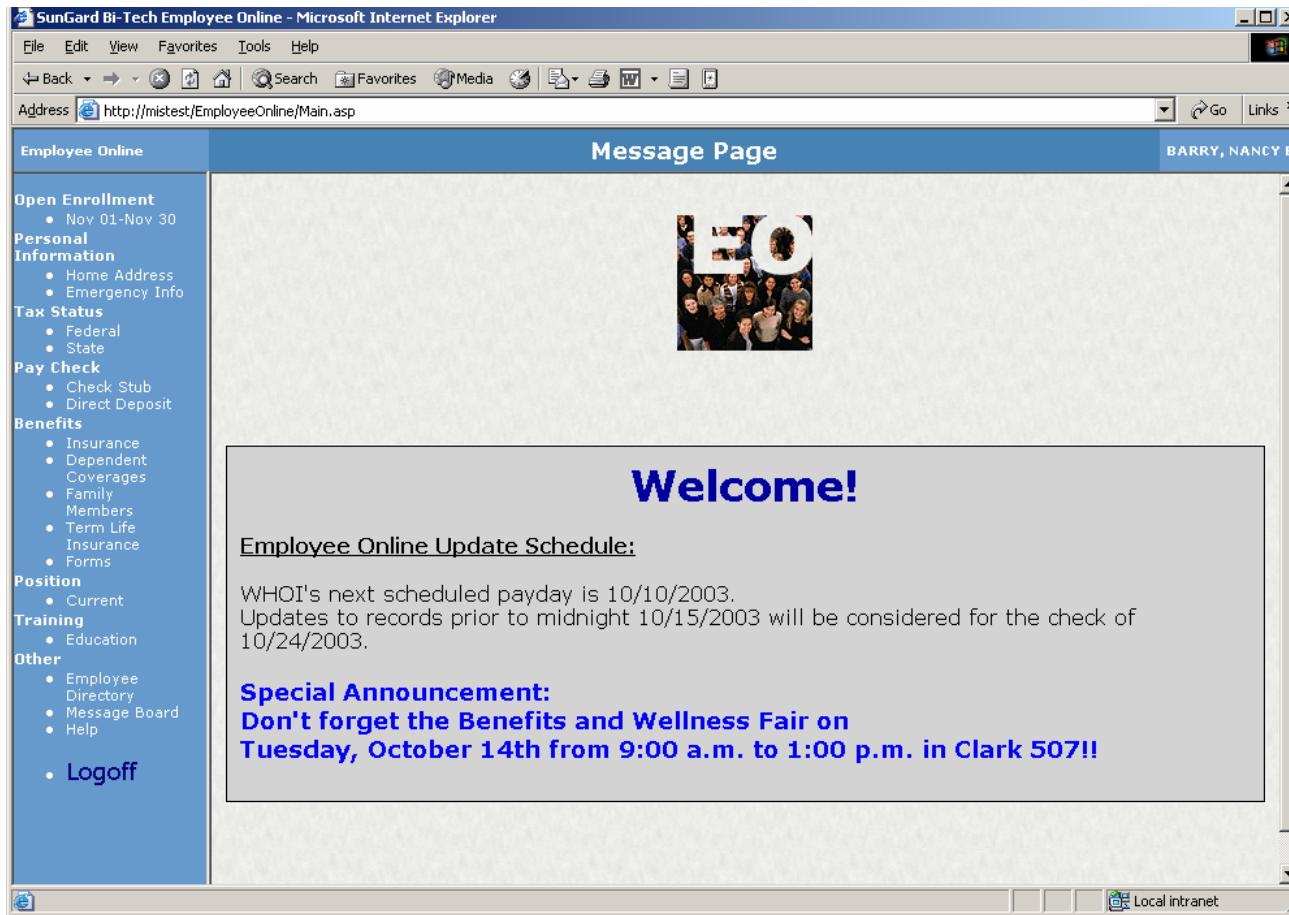 SunGard Bi-Tech Employee Online - Microsoft Internet Explorer
File Edit View Favorites Tools Help
Back Search Favorites Media
Address http://mistest/EmployeeOnline/Main.asp Go Links
Employee Online
Message Page
BARRY, NANCY
Open Enrollment
Nov 01-Nov 30
Personal
Information
Home Address
Emergency Info
Tax Status
Federal
State
Pay Check
Check Stub
Direct Deposit
Benefits
Insurance
Dependent
Coverages
Family
Members
Term Life
Insurance
Forms
Position
Current
Training
Education
Other
Employee
Directory
Message Board
Help
Logoff
EO
Welcome!
Employee Online Update Schedule:
WHOI's next scheduled payday is 10/10/2003.
Updates to records prior to midnight 10/15/2003 will be considered for the check of
10/24/2003.
Special Announcement:
Don't forget the Benefits and Wellness Fair on
Tuesday, October 14th from 9:00 a.m. to 1:00 p.m. in Clark 507!!
Local intranet